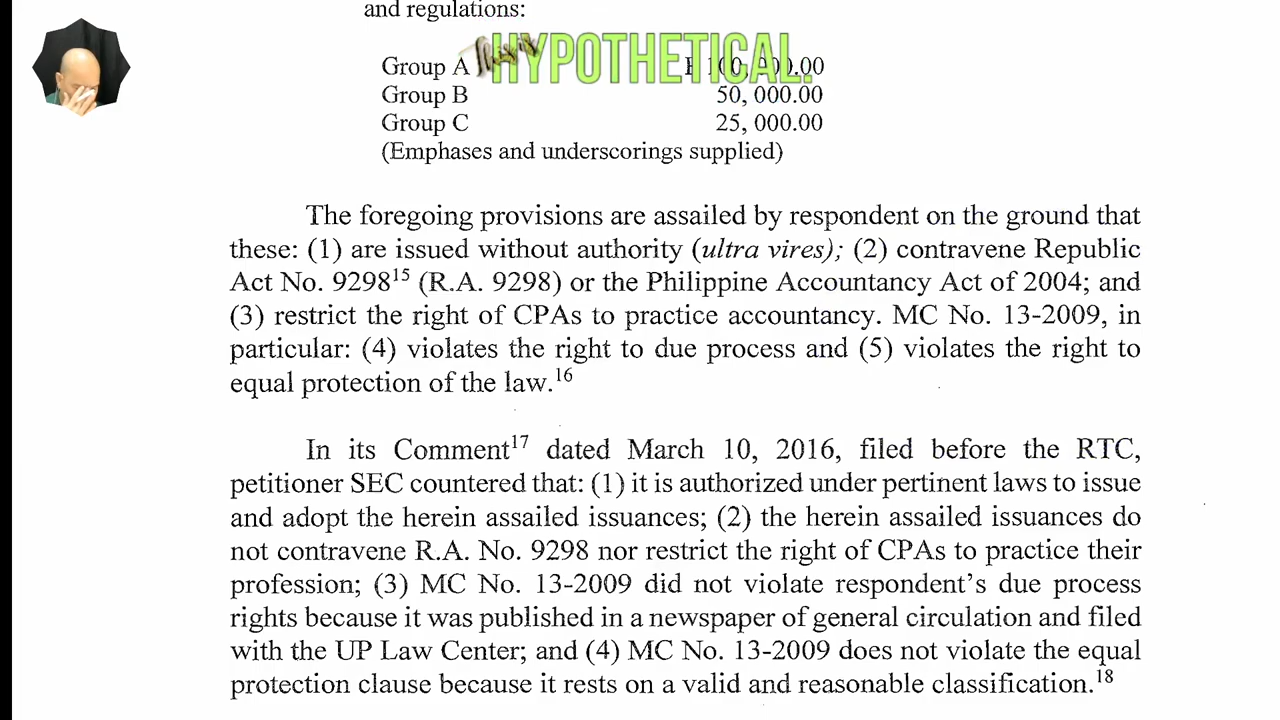 and regulations:
This is HYPOTHETICAL.
Group A 100, 000.00
Group B 50, 000.00
Group C 25, 000.00
(Emphases and underscorings supplied)
The foregoing provisions are assailed by respondent on the ground that
these: (1) are issued without authority (ultra vires); (2) contravene Republic
Act No. 9298¹⁵ (R.A. 9298) or the Philippine Accountancy Act of 2004; and
(3) restrict the right of CPAs to practice accountancy. MC No. 13-2009, in
particular: (4) violates the right to due process and (5) violates the right to
equal protection of the law.¹⁶
In its Comment¹⁷ dated March 10, 2016, filed before the RTC,
petitioner SEC countered that: (1) it is authorized under pertinent laws to issue
and adopt the herein assailed issuances; (2) the herein assailed issuances do
not contravene R.A. No. 9298 nor restrict the right of CPAs to practice their
profession; (3) MC No. 13-2009 did not violate respondent's due process
rights because it was published in a newspaper of general circulation and filed
with the UP Law Center; and (4) MC No. 13-2009 does not violate the equal
protection clause because it rests on a valid and reasonable classification.¹⁸